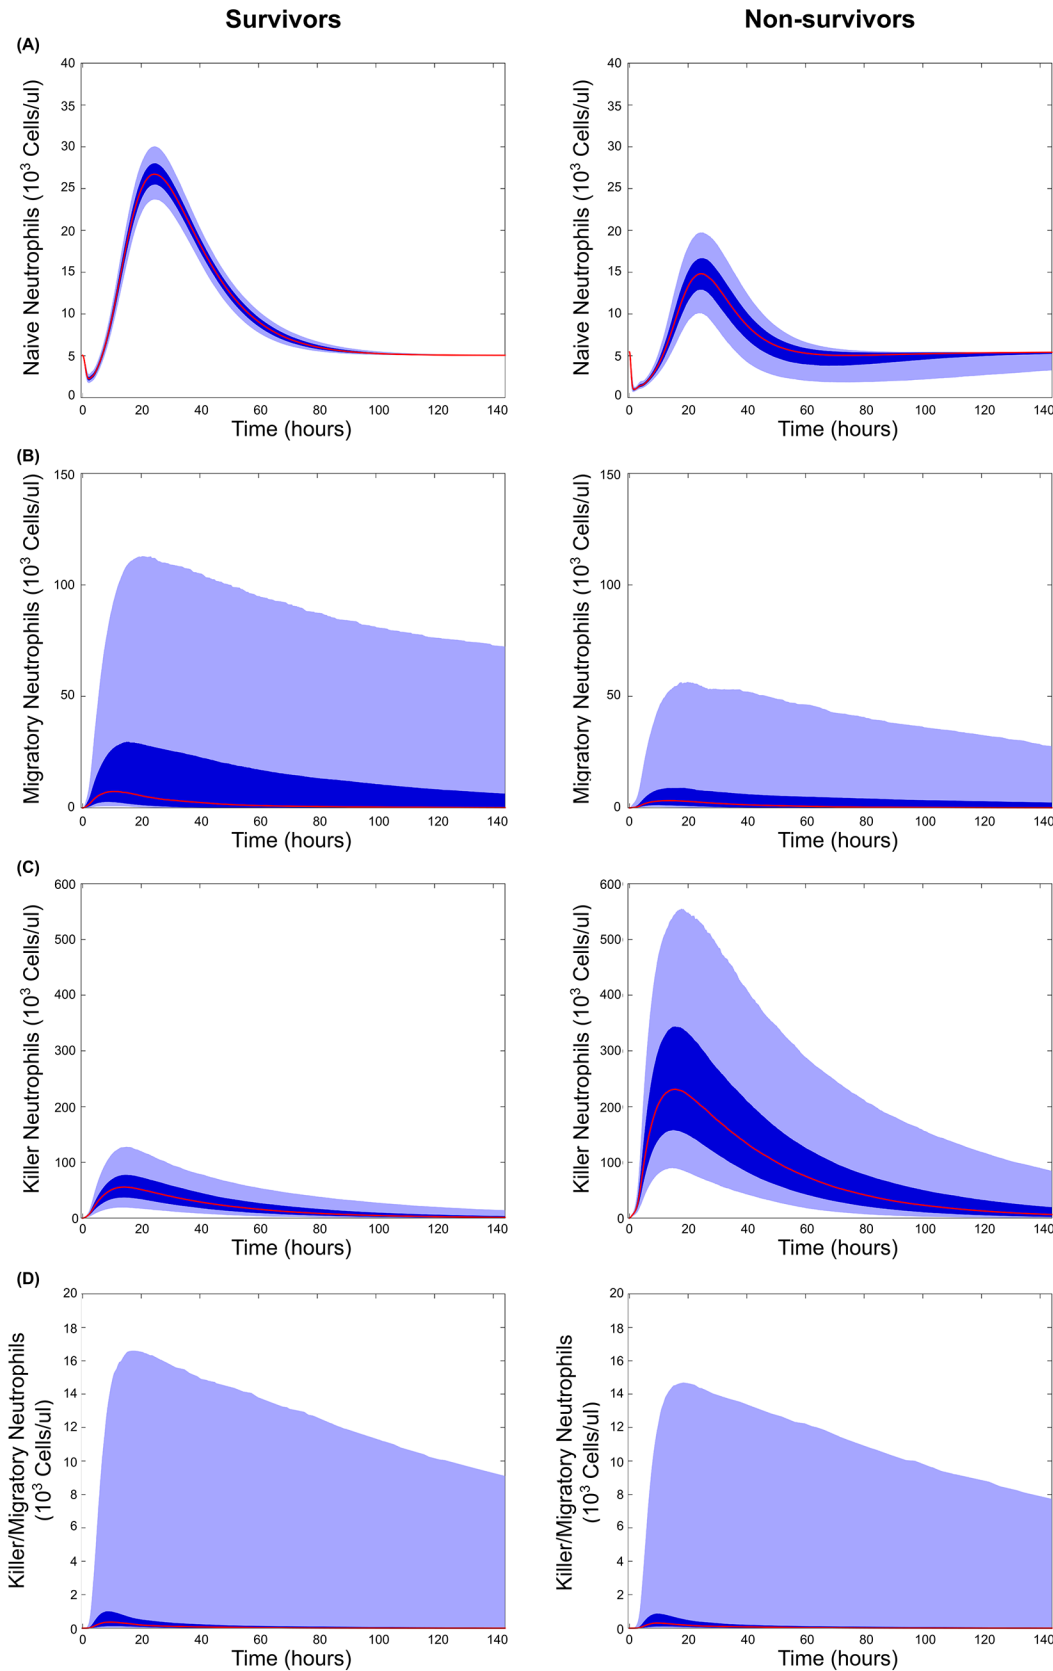 Survivors
Non-survivors
(A)
Naive Neutrophils (10³ Cells/ul)
40
35
30
25
20
15
10
5
0
0 20 40 60 80 100 120 140
Time (hours)
Naive Neutrophils (10³ Cells/ul)
40
35
30
25
20
15
10
5
0
0 20 40 60 80 100 120 140
Time (hours)
(B)
Migratory Neutrophils (10³ Cells/ul)
150
100
50
0
0 20 40 60 80 100 120 140
Time (hours)
Migratory Neutrophils (10³ Cells/ul)
150
100
50
0
0 20 40 60 80 100 120 140
Time (hours)
(C)
Killer Neutrophils (10³ Cells/ul)
600
500
400
300
200
100
0
0 20 40 60 80 100 120 140
Time (hours)
Killer Neutrophils (10³ Cells/ul)
600
500
400
300
200
100
0
0 20 40 60 80 100 120 140
Time (hours)
(D)
Killer/Migratory Neutrophils
(10³ Cells/ul)
20
18
16
14
12
10
8
6
4
2
0
0 20 40 60 80 100 120 140
Time (hours)
Killer/Migratory Neutrophils
(10³ Cells/ul)
20
18
16
14
12
10
8
6
4
2
0
0 20 40 60 80 100 120 140
Time (hours)